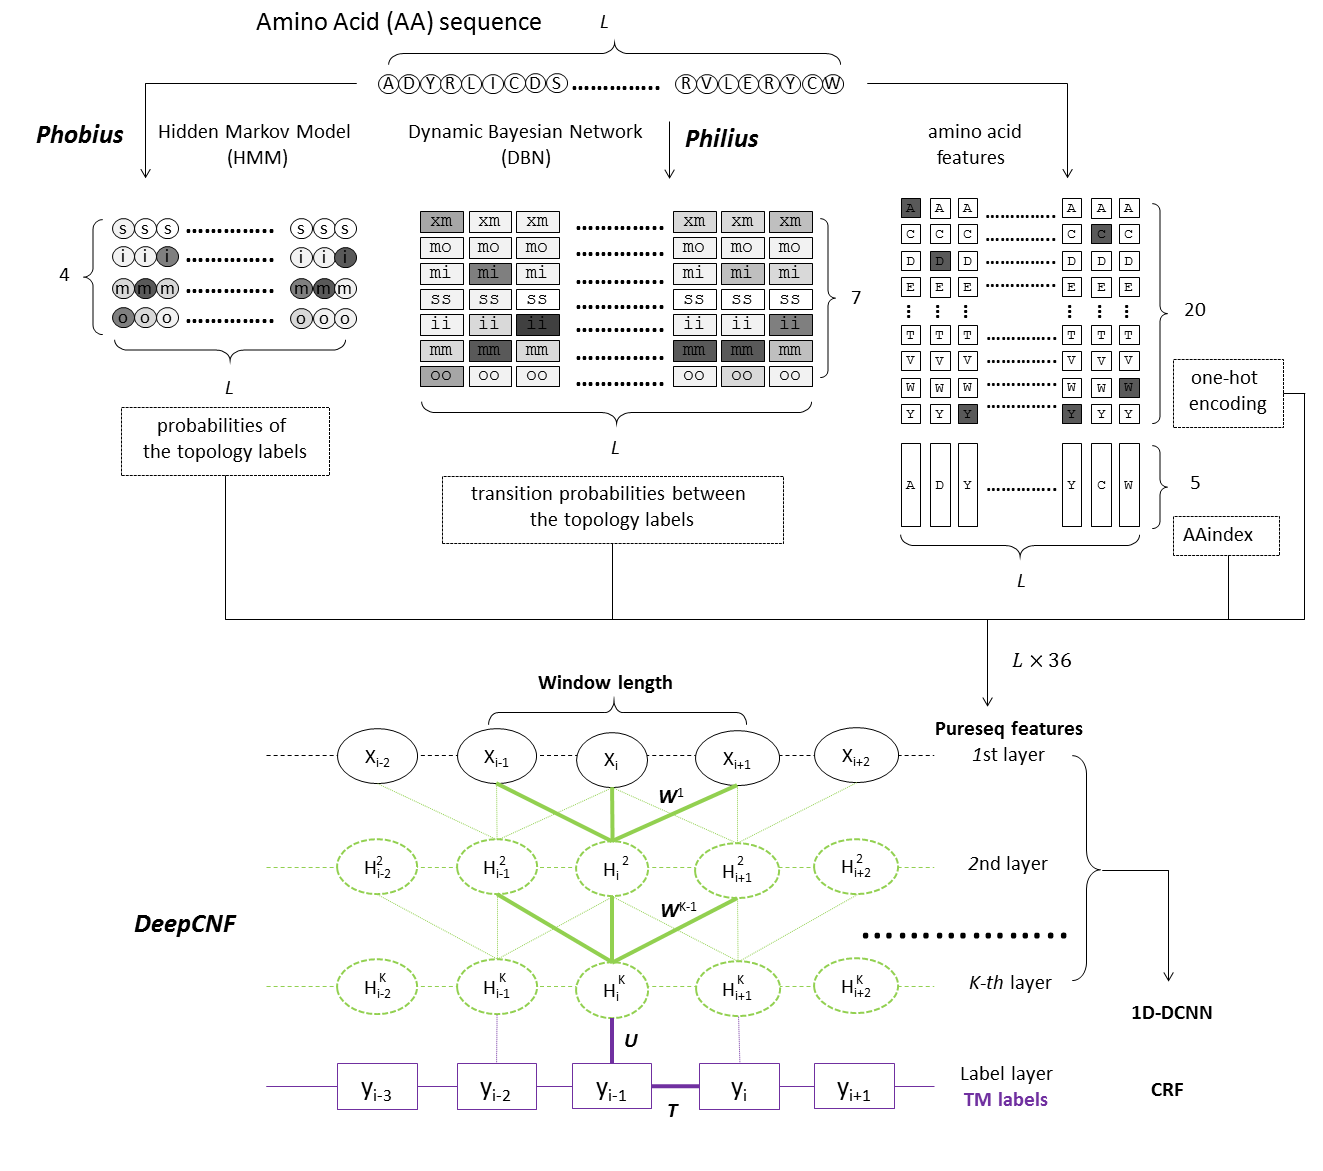 Amino Acid (AA) sequence
L
A D Y R L I C D S .............. R V L E R Y C W
Phobius
Hidden Markov Model
(HMM)
Dynamic Bayesian Network
(DBN)
Philius
amino acid
features
4
s s s .............. s s s
i i i .............. i i i
m m m .............. m m m
o o o .............. o o o
L
probabilities of
the topology labels
xm xm xm .............. xm xm xm
mo mo mo .............. mo mo mo
mi mi mi .............. mi mi mi
ss ss ss .............. ss ss ss
ii ii ii .............. ii ii ii
mm mm mm .............. mm mm mm
oo oo oo .............. oo oo oo
7
L
transition probabilities between
the topology labels
A A A ............. A A A
C C C ............. C C C
D D D ............. D D D
E E E ............. E E E
⋮ ⋮ ⋮ ⋮ ⋮ ⋮
T T T ............. T T T
V V V ............. V V V
W W W ............. W W W
Y Y Y ............. Y Y Y
20
one-hot
encoding
A D Y ............. Y C W
5
AAindex
L
L × 36
Window length
Pureseq features
X_{i-2} X_{i-1} X_i X_{i+1} X_{i+2} 1st layer
W^1
H^2_{i-2} H^2_{i-1} H^2_i H^2_{i+1} H^2_{i+2} 2nd layer
W^{K-1}
DeepCNF
..................
H^K_{i-2} H^K_{i-1} H^K_i H^K_{i+1} H^K_{i+2} K-th layer
1D-DCNN
U
y_{i-3} y_{i-2} y_{i-1} y_i y_{i+1} Label layer
TM labels
CRF
T